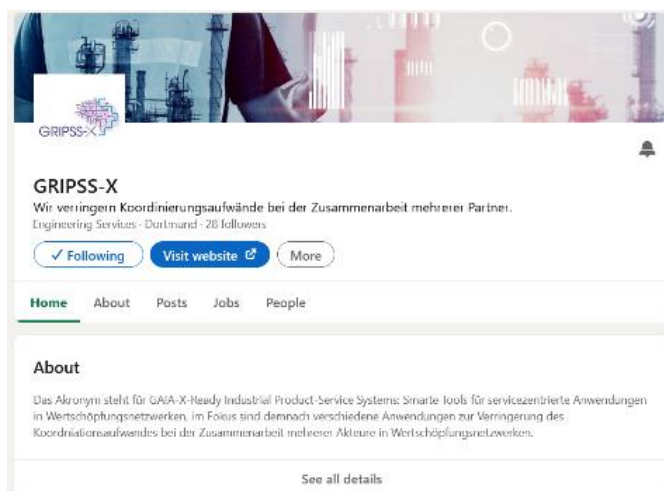 GRIPSS-X
GRIPSS-X
Wir verringern Koordinierungsaufwände bei der Zusammenarbeit mehrerer Partner.
Engineering Services · Dortmund · 28 followers
✓ Following Visit website More
Home About Posts Jobs People
About
Das Akronym steht für GAIA-X-Ready Industrial Product-Service Systems: Smarte Tools für servicezentrierte Anwendungen
in Wertschöpfungsnetzwerken, im Fokus sind demnach verschiedene Anwendungen zur Verringerung des
Koordniationsaufwandes bei der Zusammenarbeit mehrerer Akteure in Wertschöpfungsnetzwerken.
See all details